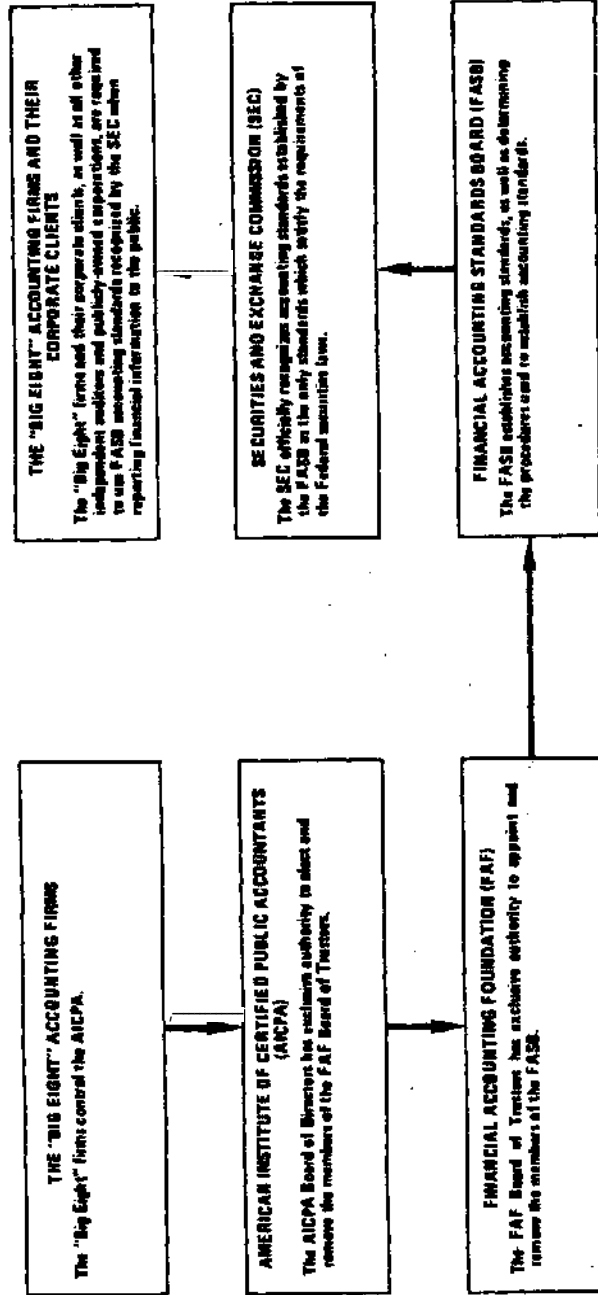 THE "BIG EIGHT" ACCOUNTING FIRMS
The "Big Eight" firms control the AICPA.
AMERICAN INSTITUTE OF CERTIFIED PUBLIC ACCOUNTANTS
(AICPA)
The AICPA Board of Directors has exclusive authority to elect and
remove the members of the FAF Board of Trustees.
FINANCIAL ACCOUNTING FOUNDATION (FAF)
The FAF Board of Trustees has exclusive authority to appoint and
remove the members of the FASB.
FINANCIAL ACCOUNTING STANDARDS BOARD (FASB)
The FASB establishes accounting standards, as well as determining
the procedures used to establish accounting standards.
SECURITIES AND EXCHANGE COMMISSION (SEC)
The SEC officially recognizes accounting standards established by
the FASB as the only standards which satisfy the requirements of
the Federal securities laws.
THE "BIG EIGHT" ACCOUNTING FIRMS AND THEIR
CORPORATE CLIENTS
The "Big Eight" firms and their corporate clients, as well as all other
independent auditors and publicly-owned corporations, are required
to use FASB accounting standards recognized by the SEC when
reporting financial information to the public.